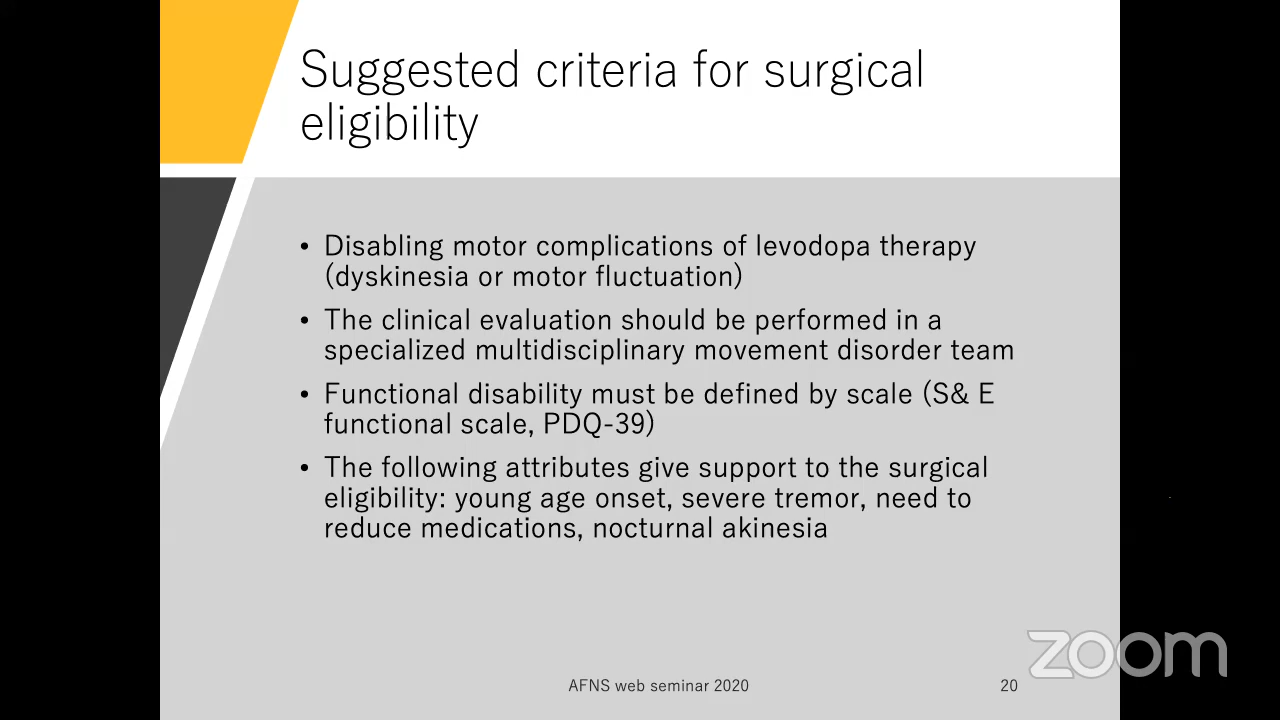 Suggested criteria for surgical
eligibility
• Disabling motor complications of levodopa therapy
(dyskinesia or motor fluctuation)
• The clinical evaluation should be performed in a
specialized multidisciplinary movement disorder team
• Functional disability must be defined by scale (S& E
functional scale, PDQ-39)
• The following attributes give support to the surgical
eligibility: young age onset, severe tremor, need to
reduce medications, nocturnal akinesia
zoom
AFNS web seminar 2020
20